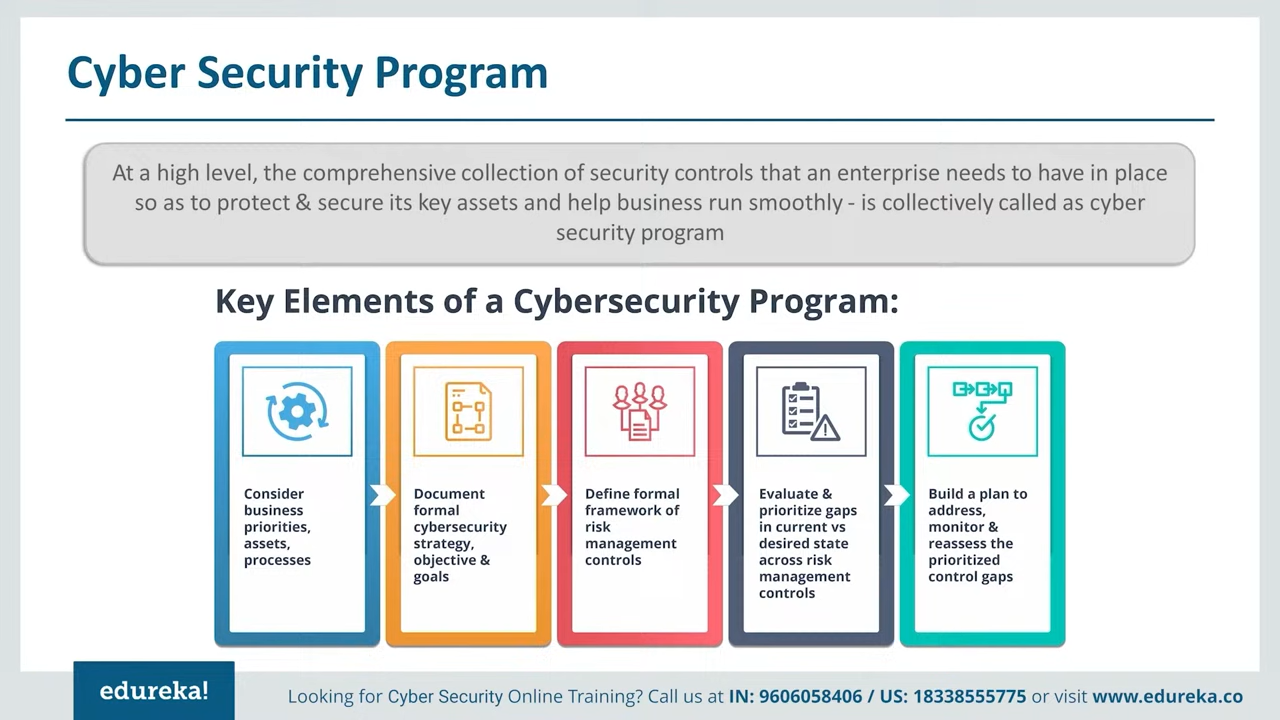 Cyber Security Program
At a high level, the comprehensive collection of security controls that an enterprise needs to have in place
so as to protect & secure its key assets and help business run smoothly - is collectively called as cyber
security program
Key Elements of a Cybersecurity Program:
Consider
business
priorities,
assets,
processes
Document
formal
cybersecurity
strategy,
objective &
goals
Define formal
framework of
risk
management
controls
Evaluate &
prioritize gaps
in current vs
desired state
across risk
management
controls
Build a plan to
address,
monitor &
reassess the
prioritized
control gaps
edureka!
Looking for Cyber Security Online Training? Call us at IN: 9606058406 / US: 18338555775 or visit www.edureka.co